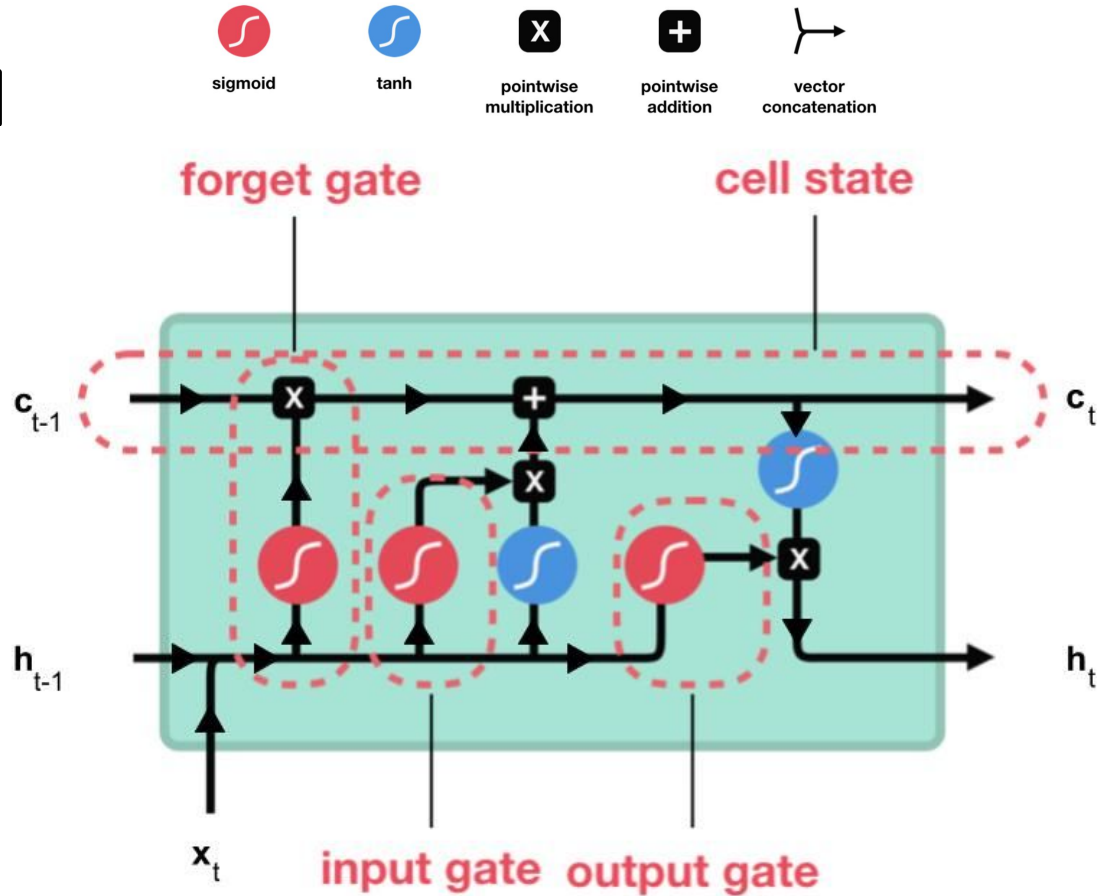 X
+
sigmoid
tanh
pointwise
multiplication
pointwise
addition
vector
concatenation
forget gate
cell state
c t-1
X
+
c t
X
X
h t-1
h t
x t
input gate
output gate